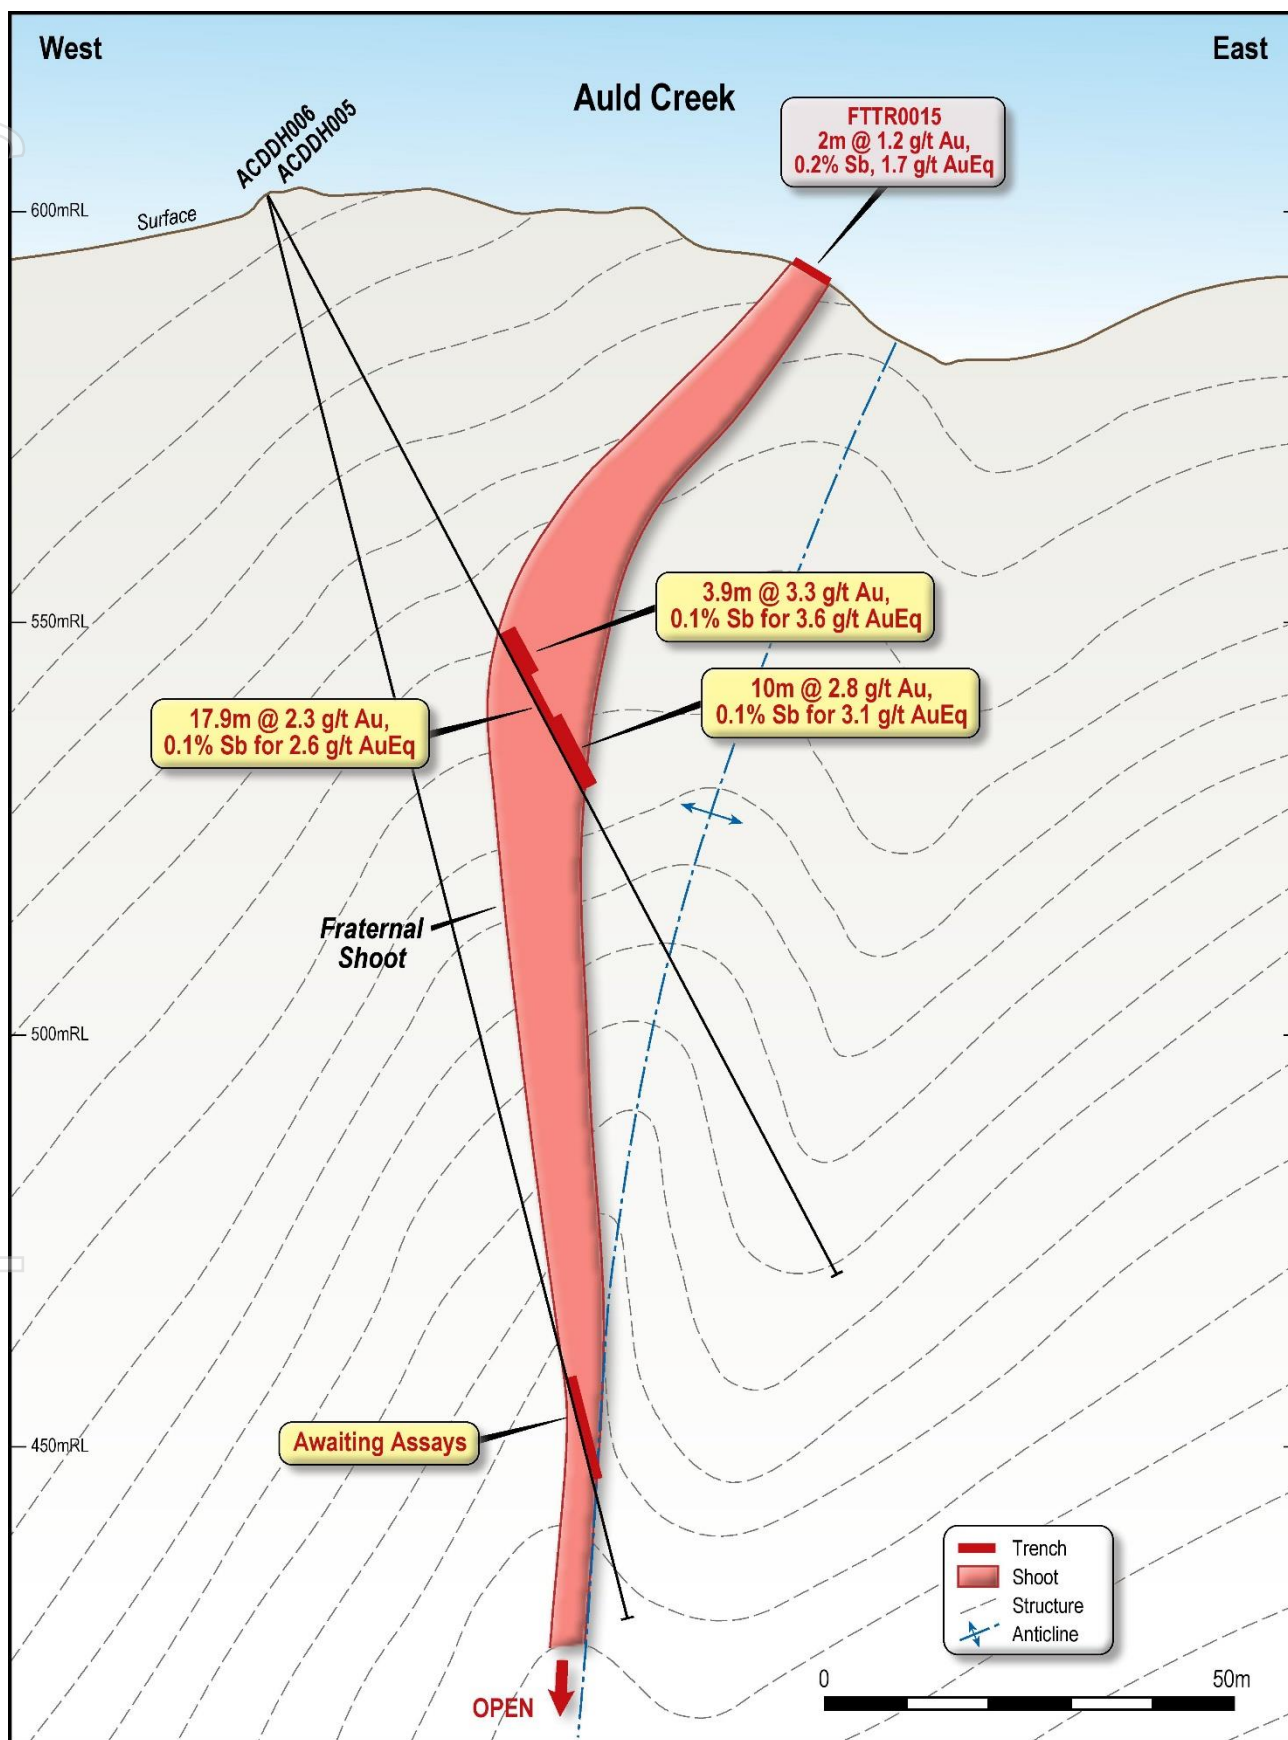 West
East
Auld Creek
ACDDH006
ACDDH005
FTTR0015
2m @ 1.2 g/t Au,
0.2% Sb, 1.7 g/t AuEq
600mRL
Surface
550mRL
3.9m @ 3.3 g/t Au,
0.1% Sb for 3.6 g/t AuEq
10m @ 2.8 g/t Au,
0.1% Sb for 3.1 g/t AuEq
17.9m @ 2.3 g/t Au,
0.1% Sb for 2.6 g/t AuEq
Fraternal
Shoot
500mRL
450mRL
Awaiting Assays
OPEN
Trench
Shoot
Structure
Anticline
0
50m